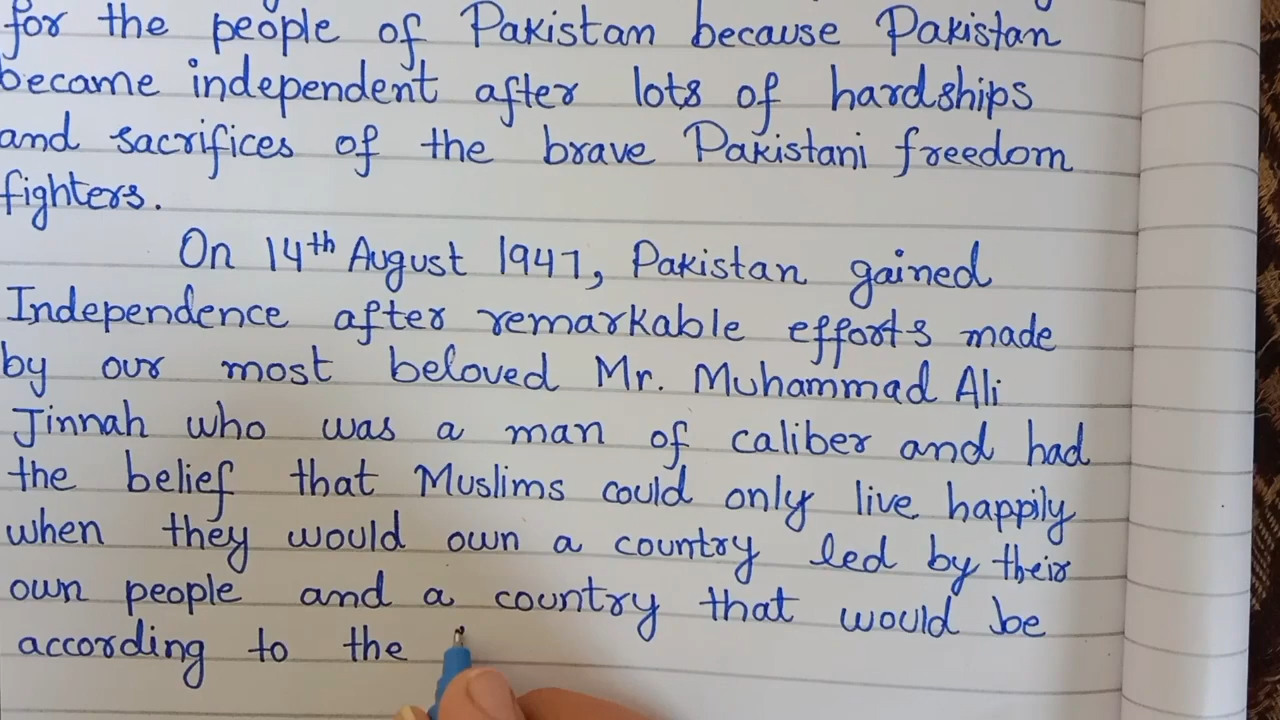 for the people of Pakistan because Pakistan
became independent after lots of hardships
and sacrifices of the brave Pakistani freedom
fighters.
On 14th August 1947, Pakistan gained
Independence after remarkable efforts made
by our most beloved Mr. Muhammad Ali
Jinnah who was a man of caliber and had
the belief that Muslims could only live happily
when they would own a country led by their
own people and a country that would be
according to the